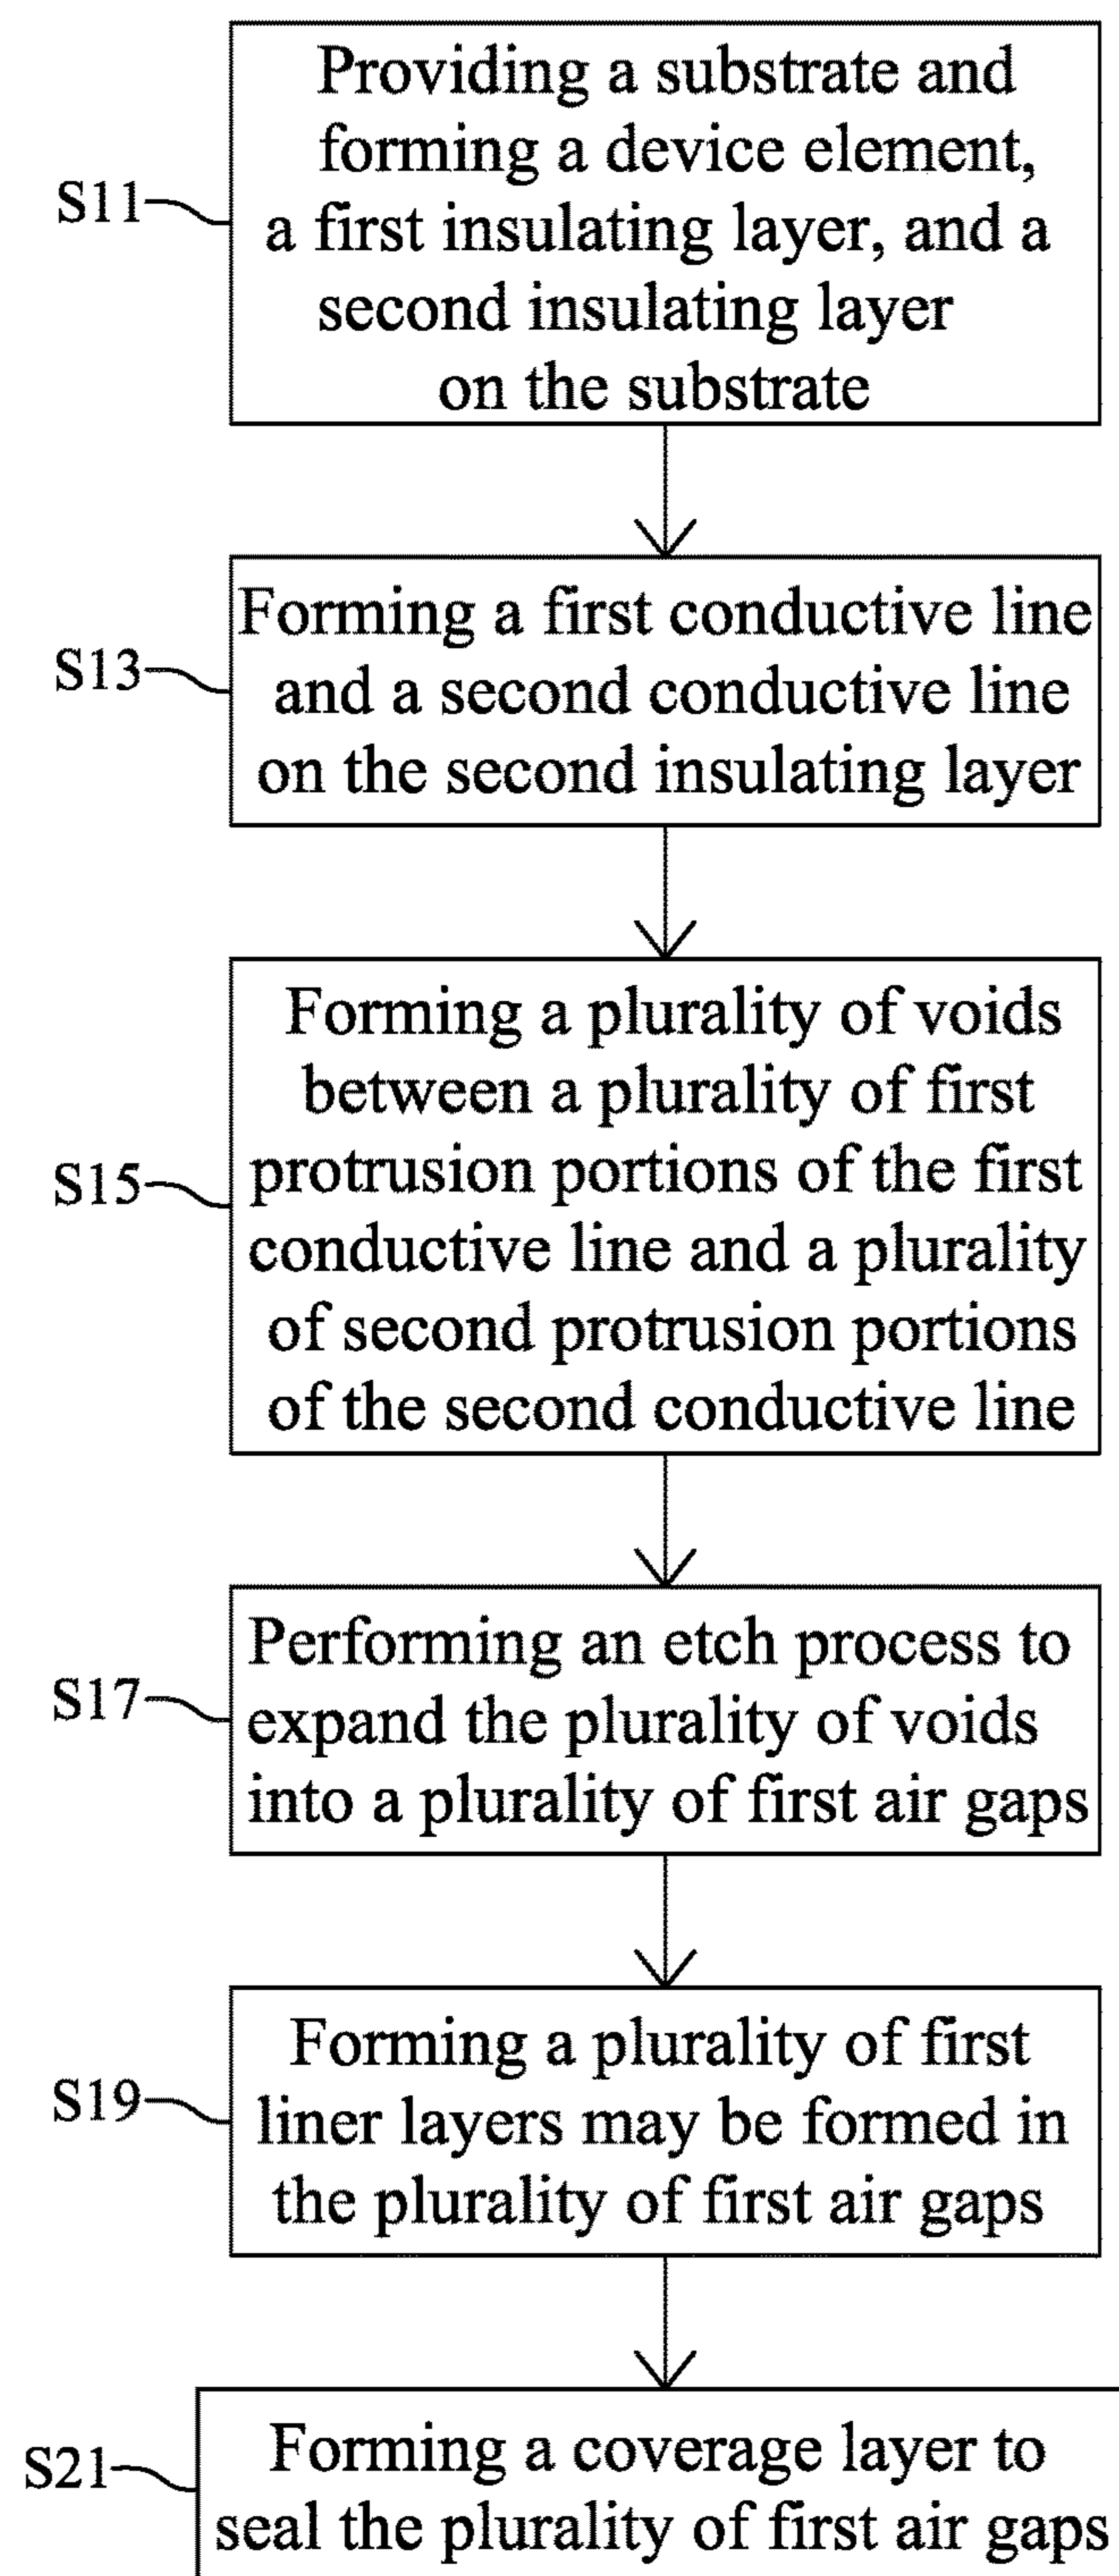 Providing a substrate and
forming a device element,
S11
a first insulating layer, and a
second insulating layer
on the substrate
Forming a first conductive line
S13
and a second conductive line
on the second insulating layer
Forming a plurality of voids
between a plurality of first
S15
protrusion portions of the first
conductive line and a plurality
of second protrusion portions
of the second conductive line
Performing an etch process to
S17
expand the plurality of voids
into a plurality of first air gaps
Forming a plurality of first
S19
liner layers may be formed in
the plurality of first air gaps
Forming a coverage layer to
S21
seal the plurality of first air gaps